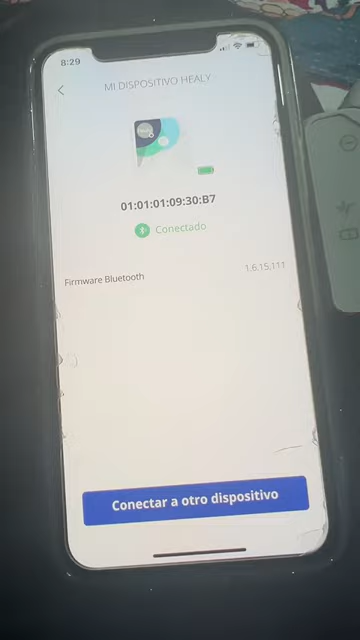 8:29
MI DISPOSITIVO HEALY
01:01:01:09:30:B7
Conectado
Firmware Bluetooth 1.6.15.111
Conectar a otro dispositivo